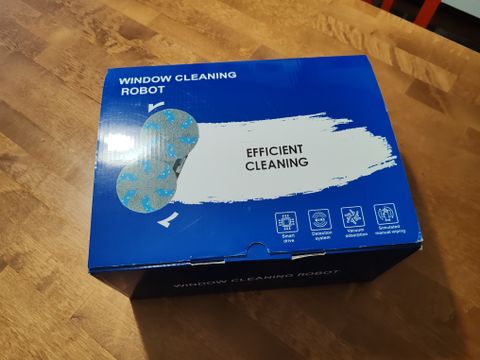 WINDOW CLEANING
ROBOT
EFFICIENT
CLEANING
Smart
drive
Detection
system
Vacuum
adsorption
Simulated
manual wiping
WINDOW CLEANING ROBOT